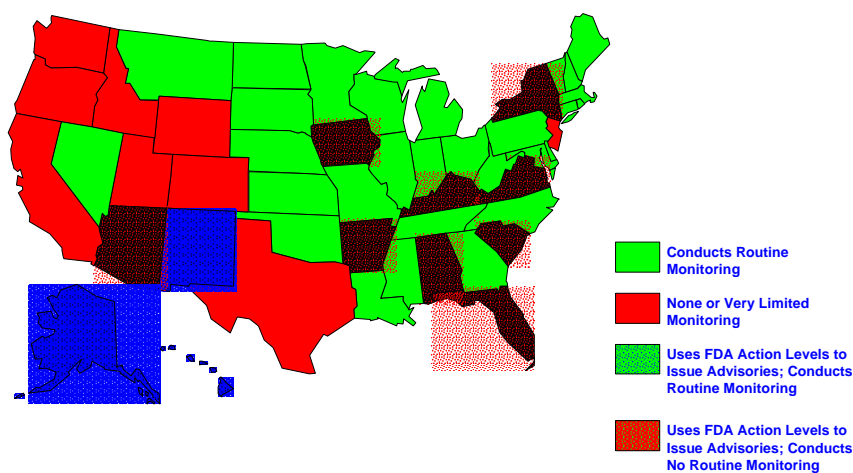 Conducts Routine
Monitoring
None or Very Limited
Monitoring
Uses FDA Action Levels to
Issue Advisories; Conducts
Routine Monitoring
Uses FDA Action Levels to
Issue Advisories; Conducts
No Routine Monitoring